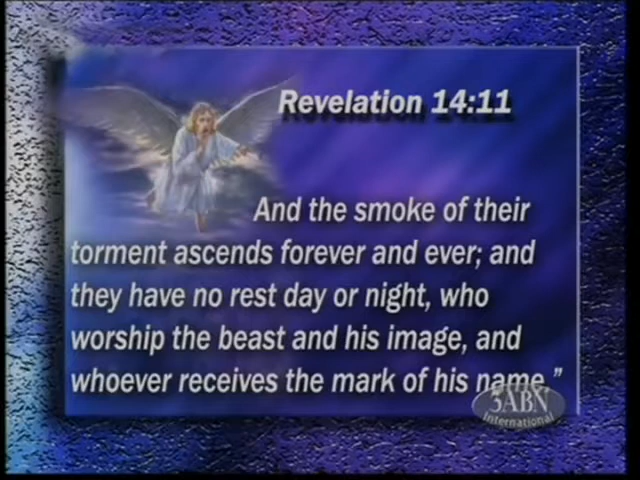 Revelation 14:11
And the smoke of their
torment ascends forever and ever; and
they have no rest day or night, who
worship the beast and his image, and
whoever receives the mark of his name.”
3ABN
International